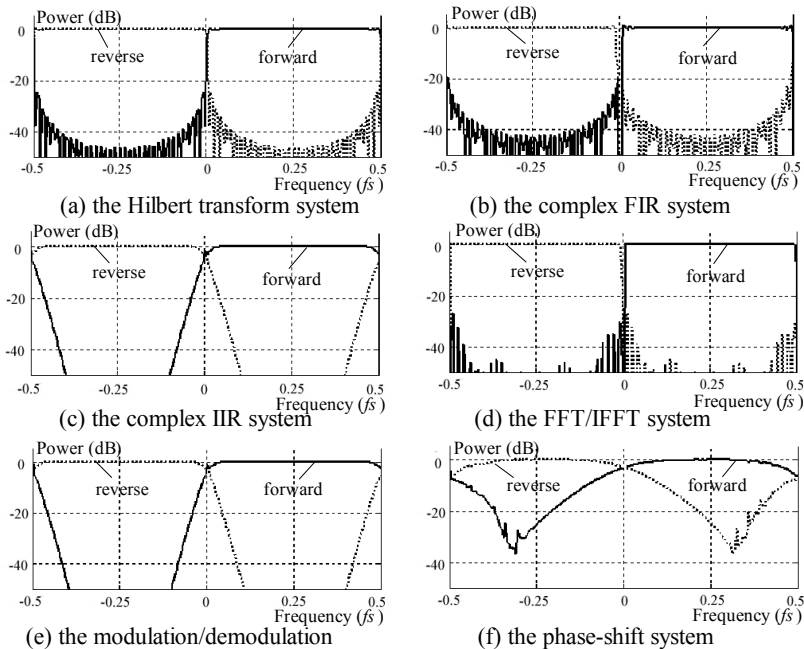 Power (dB)
0
-20
-40
reverse
forward
-0.5 -0.25 0 0.25 0.5
Frequency (fs)
(a) the Hilbert transform system
Power (dB)
0
-20
-40
reverse
forward
-0.5 -0.25 0 0.25 0.5
Frequency (fs)
(b) the complex FIR system
Power (dB)
0
-20
-40
reverse
forward
-0.5 -0.25 0 0.25 0.5
Frequency (fs)
(c) the complex IIR system
Power (dB)
0
-20
-40
reverse
forward
-0.5 -0.25 0 0.25 0.5
Frequency (fs)
(d) the FFT/IFFT system
Power (dB)
0
-20
-40
reverse
forward
-0.5 -0.25 0 0.25 0.5
Frequency (fs)
(e) the modulation/demodulation
Power (dB)
0
-20
-40
reverse
forward
-0.5 -0.25 0 0.25 0.5
Frequency (fs)
(f) the phase-shift system